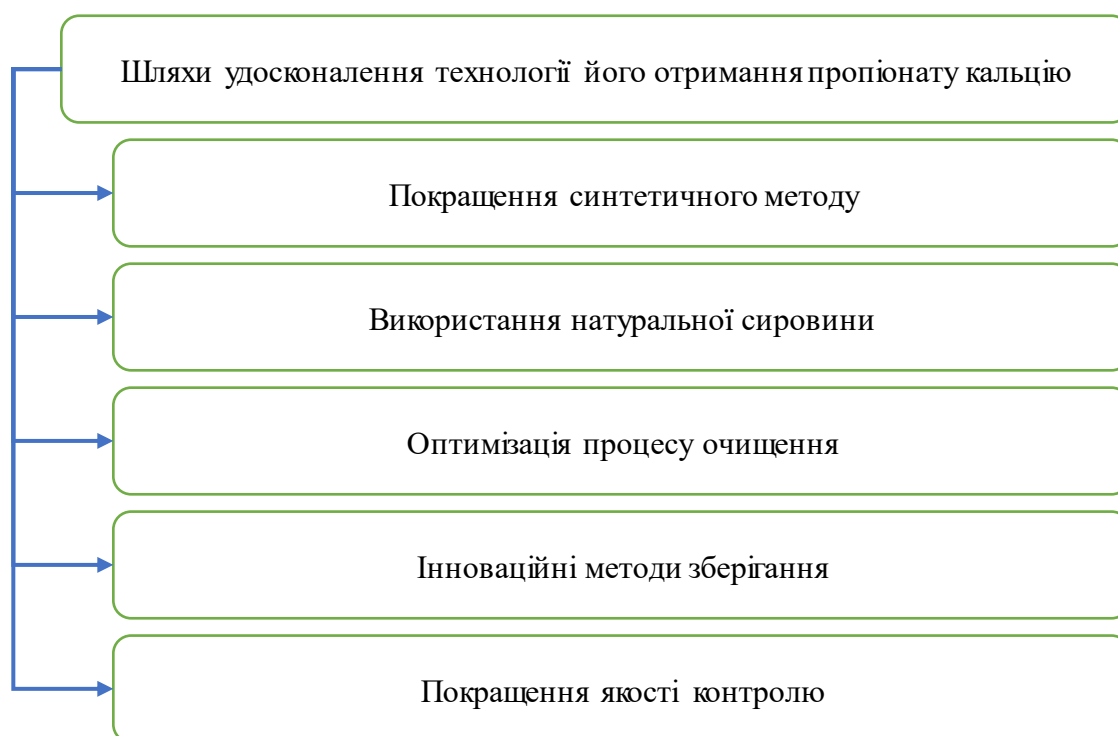 Шляхи удосконалення технології його отримання пропіонату кальцію
Покращення синтетичного методу
Використання натуральної сировини
Оптимізація процесу очищення
Інноваційні методи зберігання
Покращення якості контролю